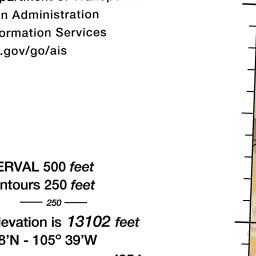 n Administration
ormation Services
.gov/go/ais
ERVAL 500 feet
ntours 250 feet
250
levation is 13102 feet
8'N - 105° 39'W